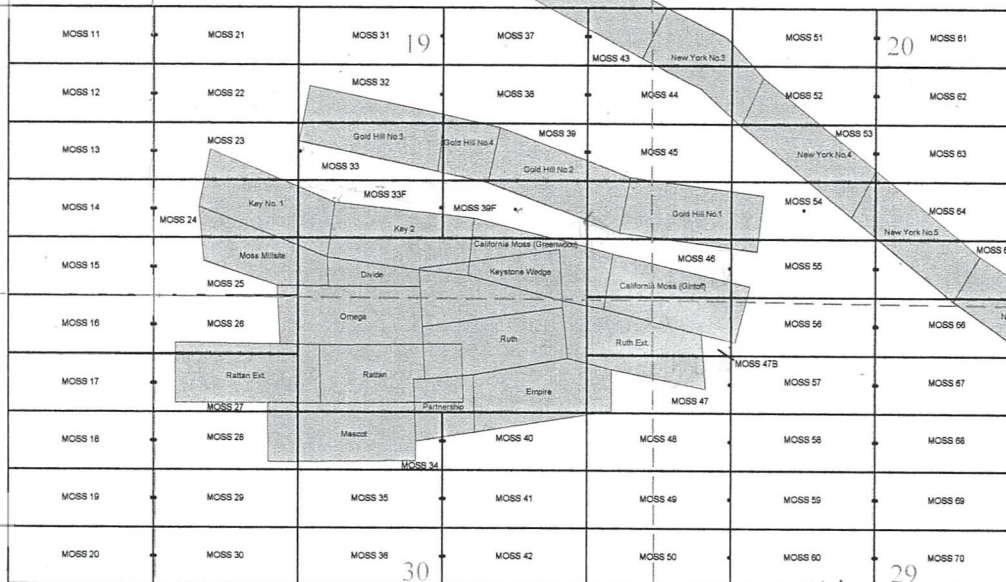 MOSS 11 MOSS 21 MOSS 31 19 MOSS 37 MOSS 51 20 MOSS 61
MOSS 43 New York No.3
MOSS 12 MOSS 22 MOSS 32 MOSS 38 MOSS 44 MOSS 52 MOSS 62
MOSS 13 MOSS 23 Gold Hill No.3 Gold Hill No.4 MOSS 39 MOSS 45 New York No.4 MOSS 53 MOSS 63
MOSS 33 Gold Hill No.2
MOSS 14 MOSS 24 Key No. 1 MOSS 33F MOSS 39F Gold Hill No.1 MOSS 54 MOSS 64
Key 2 New York No.5
California Moss (Greenwood)
MOSS 15 Moss Millsite Divide Keystone Wedge MOSS 46 MOSS 55
MOSS 25 California Moss (Gintoff)
MOSS 16 MOSS 26 Omega Ruth Ruth Ext. MOSS 56 MOSS 66
MOSS 47B
MOSS 17 Rattan Ext. Rattan Empire MOSS 57 MOSS 67
MOSS 27 Partnership MOSS 47
MOSS 18 MOSS 28 Mascot MOSS 40 MOSS 48 MOSS 58 MOSS 68
MOSS 34
MOSS 19 MOSS 29 MOSS 35 MOSS 41 MOSS 49 MOSS 59 MOSS 69
MOSS 20 MOSS 30 MOSS 36 MOSS 42 MOSS 50 MOSS 60 MOSS 70
30 29